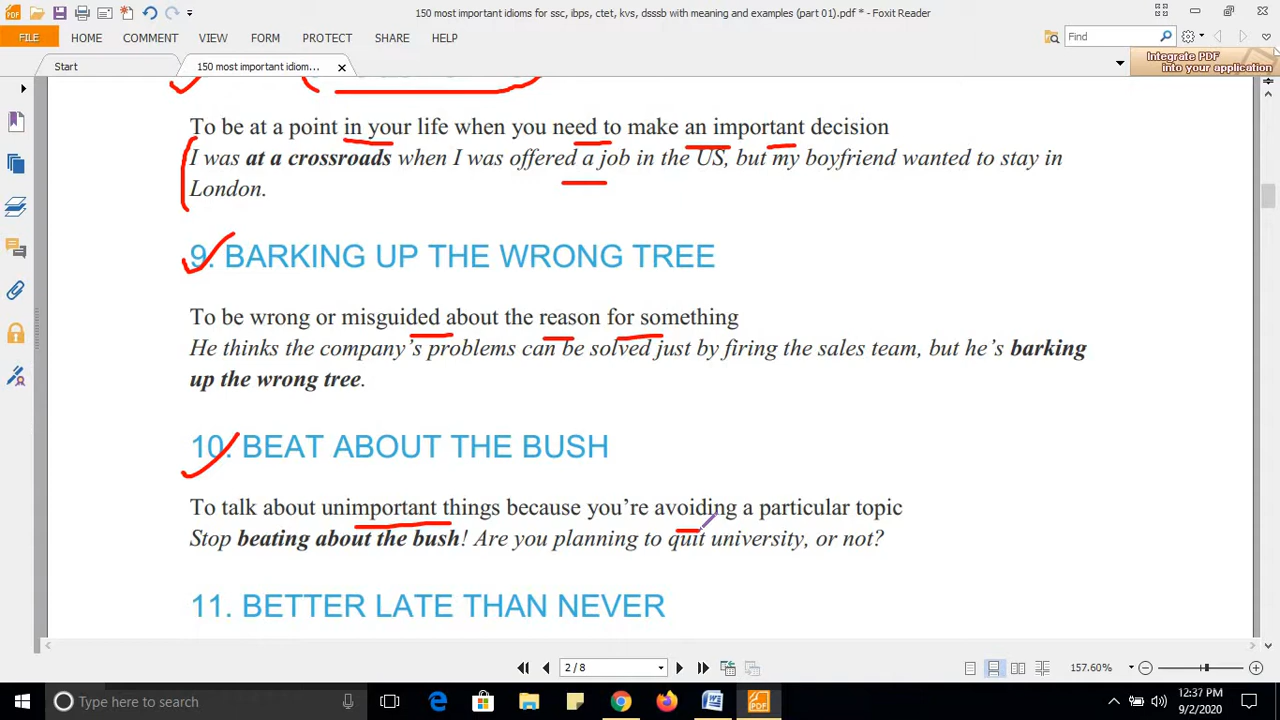 150 most important idioms for ssc, ibps, ctet, kvs, dsssb with meaning and examples (part 01).pdf * - Foxit Reader
FILE HOME COMMENT VIEW FORM PROTECT SHARE HELP
Find
Start
150 most important idiom...
Integrate PDF
into your application
To be at a point in your life when you need to make an important decision
I was at a crossroads when I was offered a job in the US, but my boyfriend wanted to stay in
London.
9. BARKING UP THE WRONG TREE
To be wrong or misguided about the reason for something
He thinks the company's problems can be solved just by firing the sales team, but he's barking
up the wrong tree.
10. BEAT ABOUT THE BUSH
To talk about unimportant things because you're avoiding a particular topic
Stop beating about the bush! Are you planning to quit university, or not?
11. BETTER LATE THAN NEVER
2 / 8
157.60%
Type here to search
12:37 PM
9/2/2020